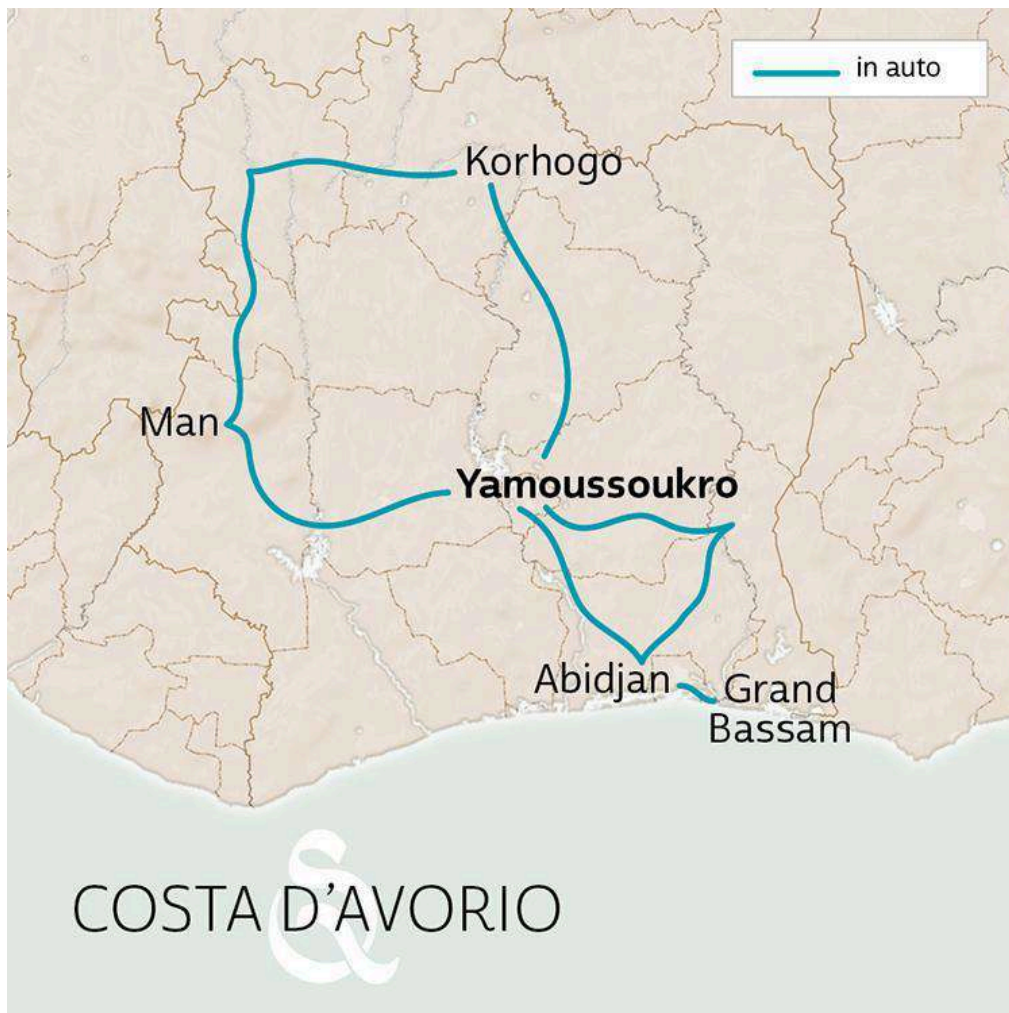 in auto
Korhogo
Man
Yamoussoukro
Abidjan
Grand
Bassam
COSTA D’AVORIO